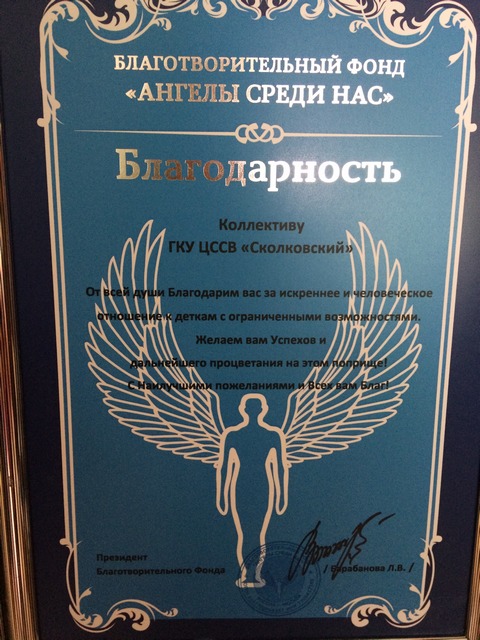 БЛАГОТВОРИТЕЛЬНЫЙ ФОНД
«АНГЕЛЫ СРЕДИ НАС»
Благодарность
Коллективу
ГКУ ЦССВ «Сколковский»
От всей души Благодарим вас за искреннее и человеческое
отношение к деткам с ограниченными возможностями.
Желаем вам Успехов и
дальнейшего процветания на этом поприще!
С Наилучшими пожеланиями и Всех вам Благ!
Президент
Благотворительного Фонда
/ Барабанова Л.В. /